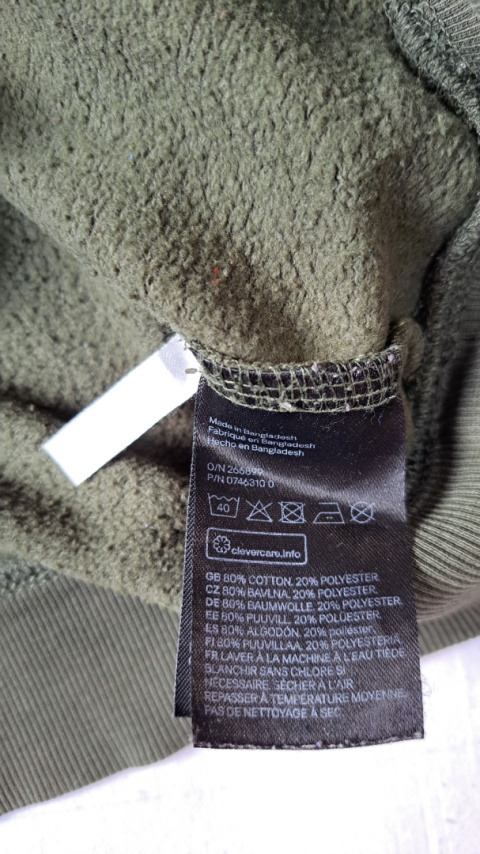 Made in Bangladesh
Fabriqué en Bangladesh
Hecho en Bangladesh
O/N 266899
P/N 0746310 0
40
clevercare.info
GB 80% COTTON. 20% POLYESTER
CZ 80% BAVLNA. 20% POLYESTER.
DE 80% BAUMWOLLE. 20% POLYESTER.
EE 80% PUUVILL. 20% POLÜESTER.
ES 80% ALGODÓN. 20% poliéster.
FI 80% PUUVILLAA. 20% POLYESTERIA
FR LAVER À LA MACHINE À L'EAU TIÈDE
BLANCHIR SANS CHLORE SI
NÉCESSAIRE. SÉCHER À L'AIR
REPASSER À TEMPÉRATURE MOYENNE.
PAS DE NETTOYAGE À SEC